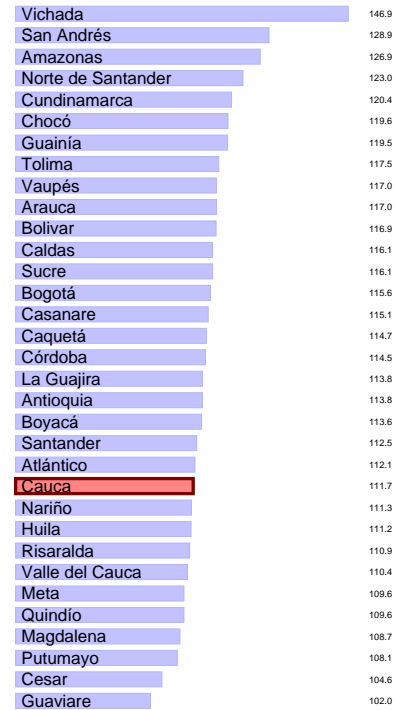 Vichada 146.9
San Andrés 128.9
Amazonas 126.9
Norte de Santander 123.0
Cundinamarca 120.4
Chocó 119.6
Guainía 119.5
Tolima 117.5
Vaupés 117.0
Arauca 117.0
Bolivar 116.9
Caldas 116.1
Sucre 116.1
Bogotá 115.6
Casanare 115.1
Caquetá 114.7
Córdoba 114.5
La Guajira 113.8
Antioquia 113.8
Boyacá 113.6
Santander 112.5
Atlántico 112.1
Cauca 111.7
Nariño 111.3
Huila 111.2
Risaralda 110.9
Valle del Cauca 110.4
Meta 109.6
Quindío 109.6
Magdalena 108.7
Putumayo 108.1
Cesar 104.6
Guaviare 102.0